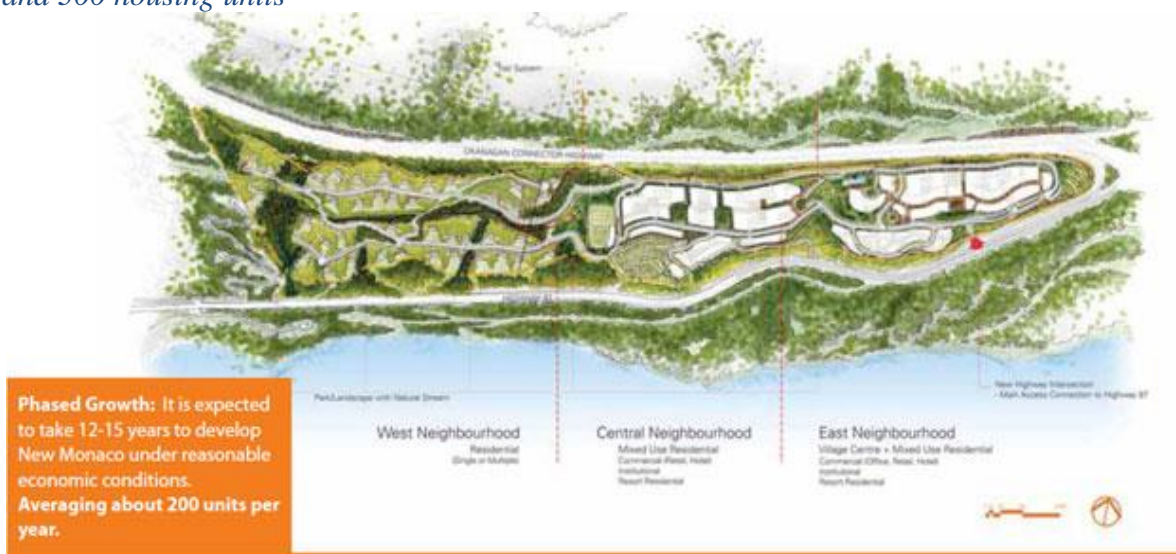 and 500 housing units
Trail System
OKANAGAN CONNECTOR HIGHWAY
HIGHWAY 97
Park/Landscape with Natural Stream
New Highway Intersection
- Main Access Connection to Highway 97
West Neighbourhood
Residential
(Single or Multiple)
Central Neighbourhood
Mixed Use Residential
Commercial (Retail, Hotel)
Institutional
Resort Residential
East Neighbourhood
Village Centre + Mixed Use Residential
Commercial (Office, Retail, Hotel)
Institutional
Resort Residential
Phased Growth: It is expected
to take 12-15 years to develop
New Monaco under reasonable
economic conditions.
Averaging about 200 units per
year.